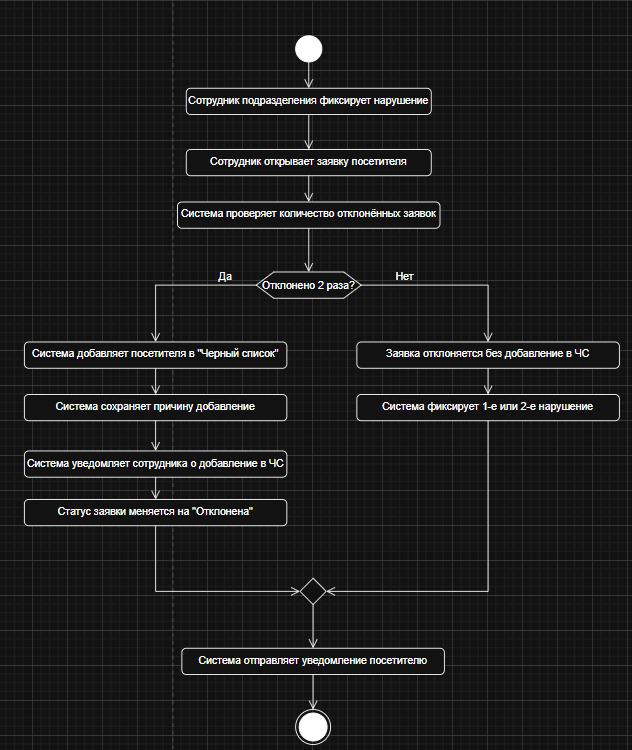 Сотрудник подразделения фиксирует нарушение
Сотрудник открывает заявку посетителя
Система проверяет количество отклонённых заявок
Да
Отклонено 2 раза?
Нет
Система добавляет посетителя в "Черный список"
Заявка отклоняется без добавление в ЧС
Система сохраняет причину добавление
Система фиксирует 1-е или 2-е нарушение
Система уведомляет сотрудника о добавление в ЧС
Статус заявки меняется на "Отклонена"
Система отправляет уведомление посетителю